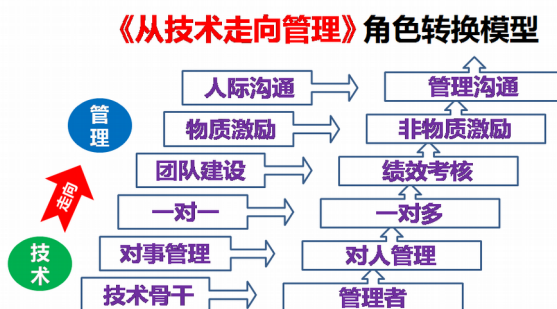 《从技术走向管理》角色转换模型
人际沟通 管理沟通
管理
物质激励 非物质激励
团队建设 绩效考核
走向
一对一 一对多
技术
对事管理 对人管理
技术骨干 管理者